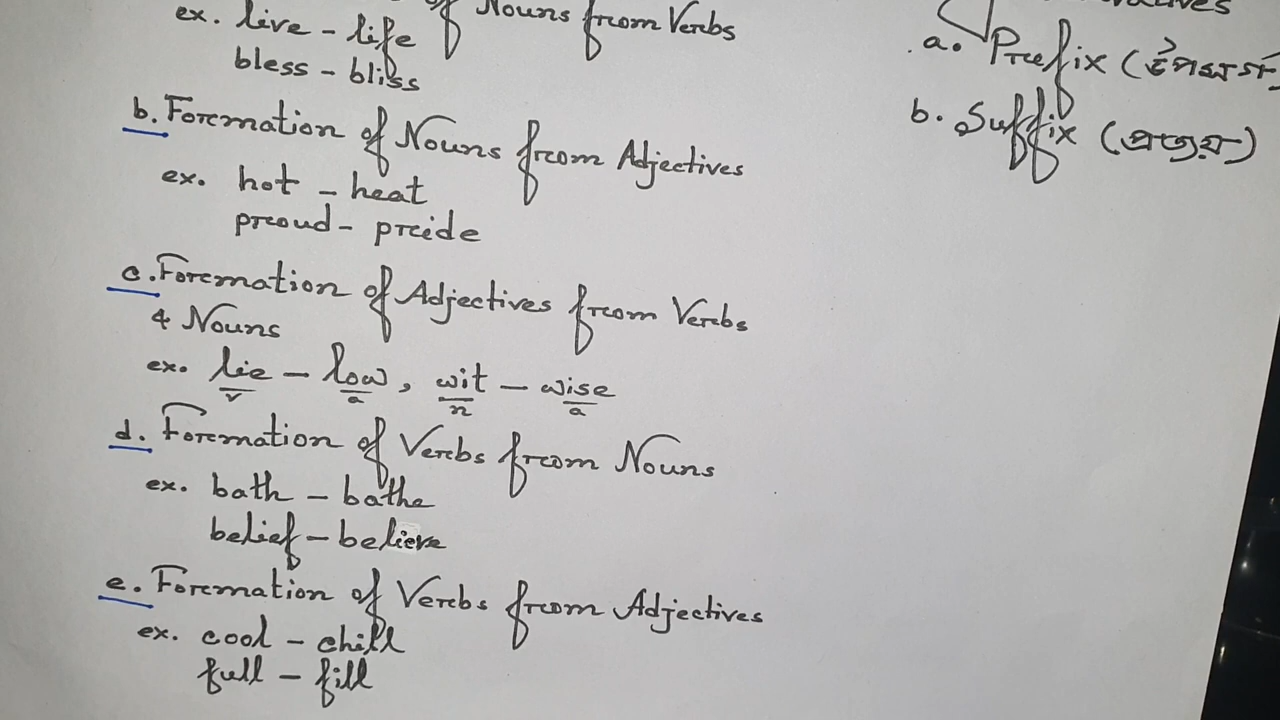 of Nouns from Verbs
ex. live - life
bless - bliss
b. Formation of Nouns from Adjectives
ex. hot - heat
proud - pride
c. Formation of Adjectives from Verbs
& Nouns
ex. lie - low, wit - wise
v a n a
d. Formation of Verbs from Nouns
ex. bath - bathe
belief - believe
e. Formation of Verbs from Adjectives
ex. cool - chill
full - fill
a. Prefix (
b. Suffix (প্রত্যয়)